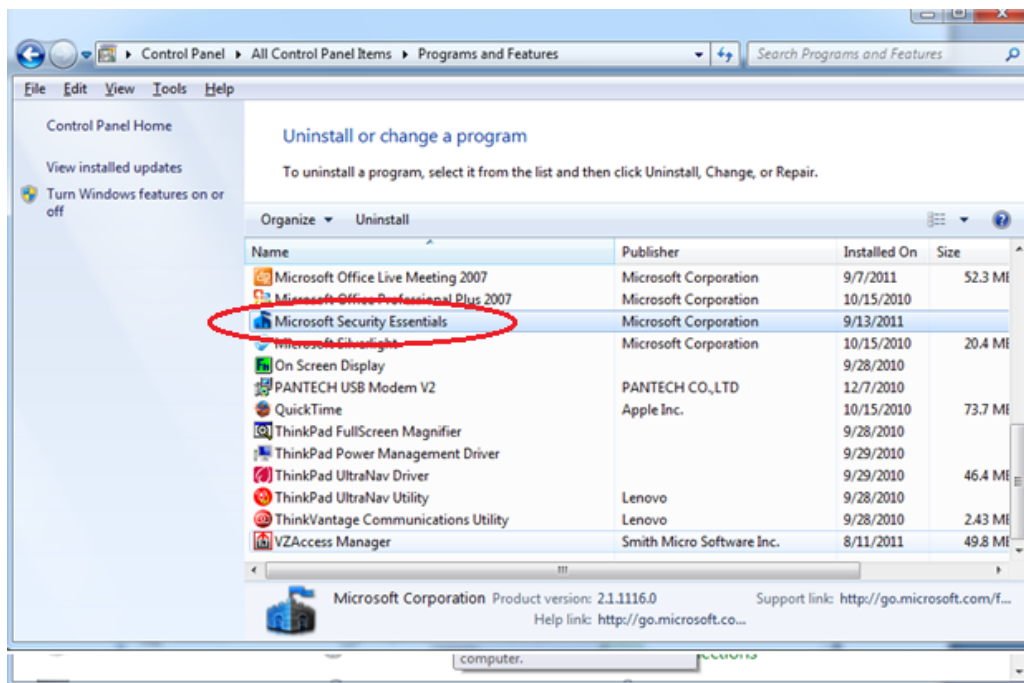 Control Panel All Control Panel Items Programs and Features Search Programs and Features
File Edit View Tools Help
Control Panel Home
View installed updates
Turn Windows features on or
off
Uninstall or change a program
To uninstall a program, select it from the list and then click Uninstall, Change, or Repair.
Organize Uninstall
Name Publisher Installed On Size
Microsoft Office Live Meeting 2007 Microsoft Corporation 9/7/2011 52.3 MB
Microsoft Office Professional Plus 2007 Microsoft Corporation 10/15/2010
Microsoft Security Essentials Microsoft Corporation 9/13/2011
Microsoft Silverlight Microsoft Corporation 10/15/2010 20.4 MB
On Screen Display 9/28/2010
PANTECH USB Modem V2 PANTECH CO.,LTD 12/7/2010
QuickTime Apple Inc. 10/15/2010 73.7 MB
ThinkPad FullScreen Magnifier 9/28/2010
ThinkPad Power Management Driver 9/29/2010
ThinkPad UltraNav Driver 9/29/2010 46.4 MB
ThinkPad UltraNav Utility Lenovo 9/28/2010
ThinkVantage Communications Utility Lenovo 9/28/2010 2.43 MB
VZAccess Manager Smith Micro Software Inc. 8/11/2011 49.8 MB
Microsoft Corporation Product version: 2.1.1116.0 Support link: http://go.microsoft.com/f...
Help link: http://go.microsoft.co...
computer.